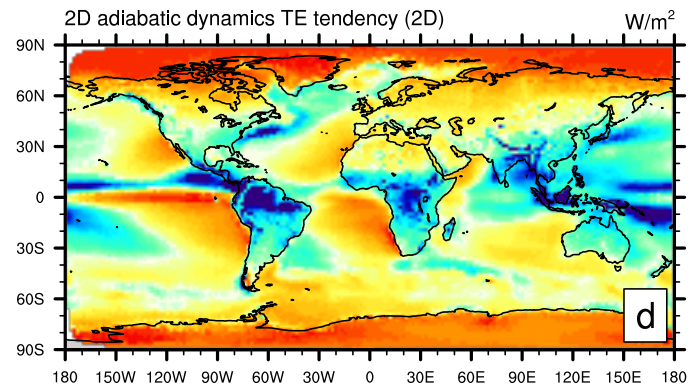 2D adiabatic dynamics TE tendency (2D) W/m²
90N
60N
30N
0
30S
60S
90S
d
180 150W 120W 90W 60W 30W 0 30E 60E 90E 120E 150E 180